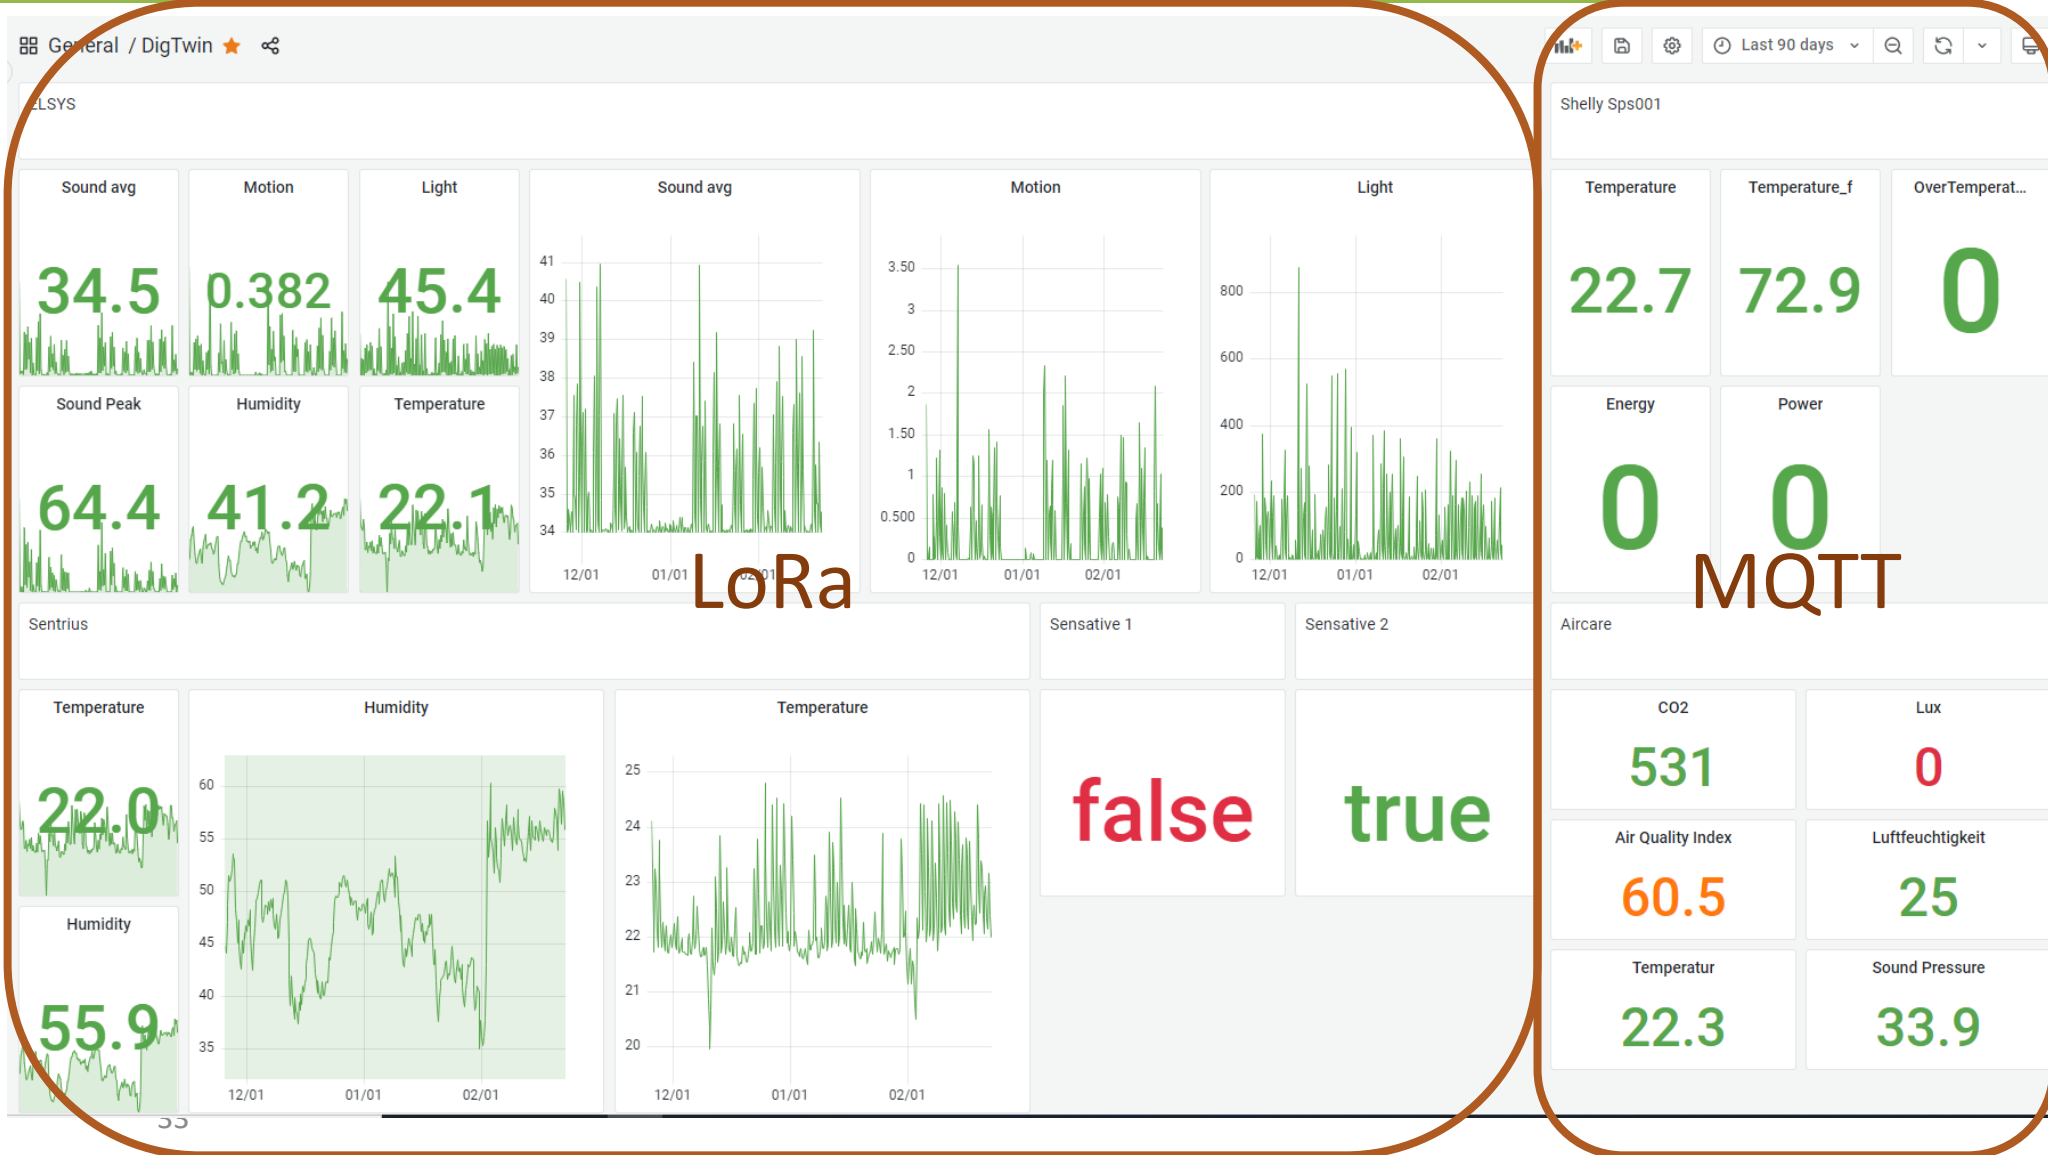 General / DigTwin
Last 90 days
ELSYS
Shelly Sps001
Sound avg
34.5
Motion
0.382
Light
45.4
Sound avg
41
40
39
38
37
36
35
34
12/01 01/01 02/01
Motion
3.50
3
2.50
2
1.50
1
0.500
0
12/01 01/01 02/01
Light
800
600
400
200
0
12/01 01/01 02/01
Temperature
22.7
Temperature_f
72.9
OverTemperat...
0
Sound Peak
64.4
Humidity
41.2
Temperature
22.1
Energy
0
Power
0
LoRa
MQTT
Sentrius
Sensative 1
Sensative 2
Aircare
Temperature
22.0
Humidity
60
55
50
45
40
35
12/01 01/01 02/01
Temperature
25
24
23
22
21
20
12/01 01/01 02/01
false
true
CO2
531
Lux
0
Air Quality Index
60.5
Luftfeuchtigkeit
25
Humidity
55.9
Temperatur
22.3
Sound Pressure
33.9